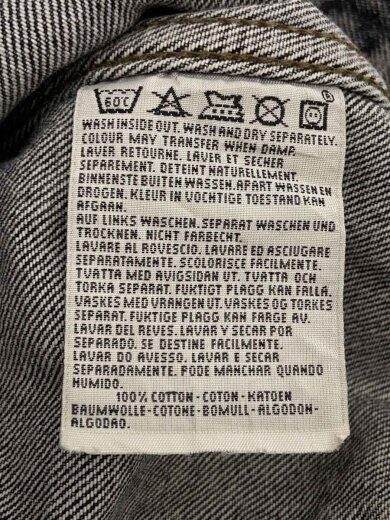 60°C
WASH INSIDE OUT. WASH AND DRY SEPARATELY.
COLOUR MAY TRANSFER WHEN DAMP.
LAVER RETOURNE. LAVER ET SECHER
SEPAREMENT. DETEINT NATURELLEMENT.
BINNENSTE BUITEN WASSEN. APART WASSEN EN
DROGEN. KLEUR IN VOCHTIGE TOESTAND KAN
AFGAAN.
AUF LINKS WASCHEN. SEPARAT WASCHEN UND
TROCKNEN. NICHT FARBECHT.
LAVARE AL ROVESCIO. LAVARE ED ASCIUGARE
SEPARATAMENTE. SCOLORISCE FACILMENTE.
TVATTA MED AVIGSIDAN UT. TVATTA OCH
TORKA SEPARAT. FUKTIGT PLAGG KAN FALLA.
VASKES MED VRANGEN UT. VASKES OG TORKES
SEPARAT. FUKTIGE PLAGG KAN FARGE AV.
LAVAR DEL REVES. LAVAR Y SECAR POR
SEPARADO. SE DESTINE FACILMENTE.
LAVAR DO AVESSO. LAVAR E SECAR
SEPARADAMENTE. PODE MANCHAR QUANDO
HUMIDO.
100% COTTON - COTON - KATOEN
BAUMWOLLE - COTONE - BOMULL - ALGODON -
ALGODAO.